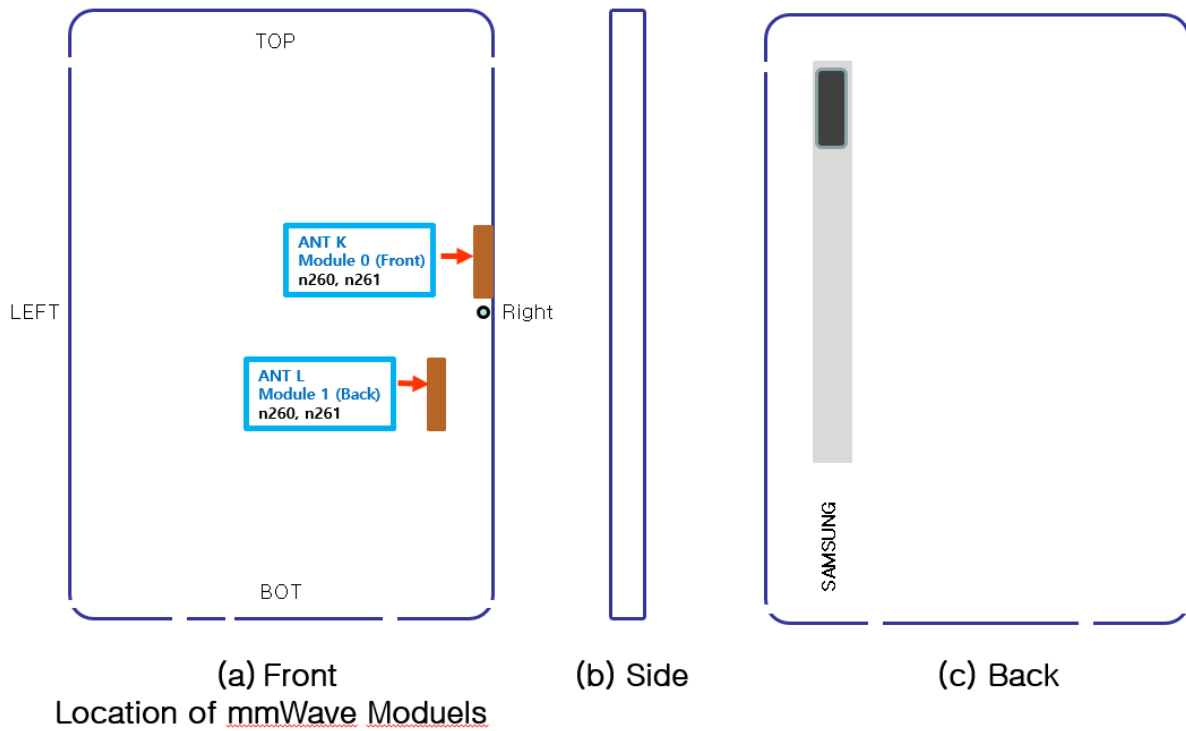 TOP
ANT K
Module 0 (Front)
n260, n261
LEFT
Right
ANT L
Module 1 (Back)
n260, n261
BOT
SAMSUNG
(a) Front
(b) Side
(c) Back
Location of mmWave Moduels